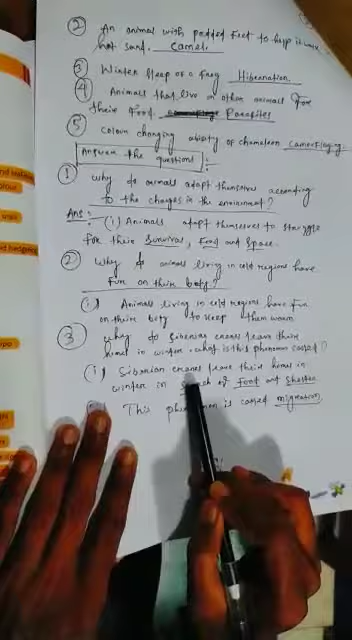 ② An animal with padded feet to help it walk
hot sand. Camel.
③ Winter sleep of a frog Hibernation.
④ Animals that live on other animals for
their food. Parasites
⑤ Colour changing ability of chameleon camouflaging.
Answer the questions :-
① Why do animals adapt themselves according
to the changes in the environment?
Ans: (i) Animals adapt themselves to struggle
for their Survival, Food and space.
② Why do animals living in cold regions have
fur on their body?
(i) Animals living in cold regions have fur
on their body to keep them warm
③ Why do Siberian cranes leave their
home in winter. what is this phenomenon called?
(i) Siberian cranes leave their home in
winter in search of Food and Shelter.
This phenomenon is called migration